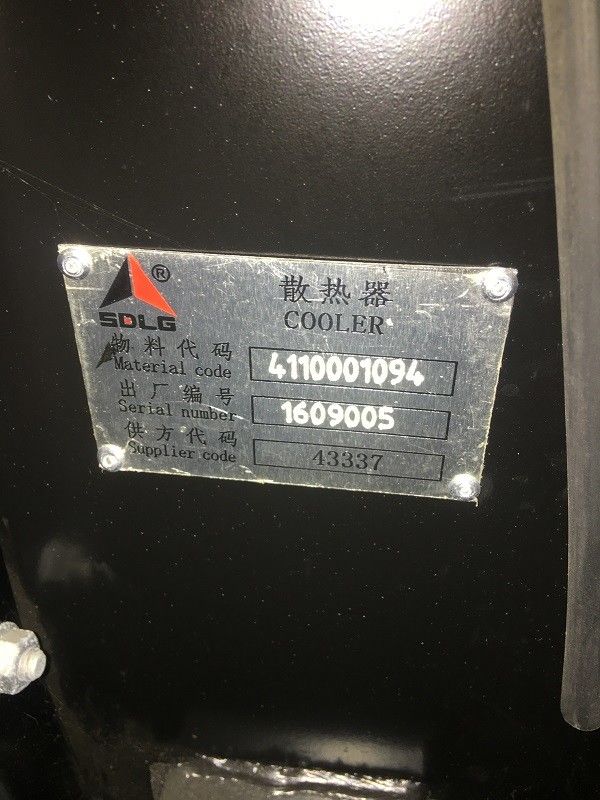 ®
SDLG
散热器
COOLER
物料代码
Material code
4110001094
出厂编号
Serial number
1609005
供方代码
Supplier code
43337